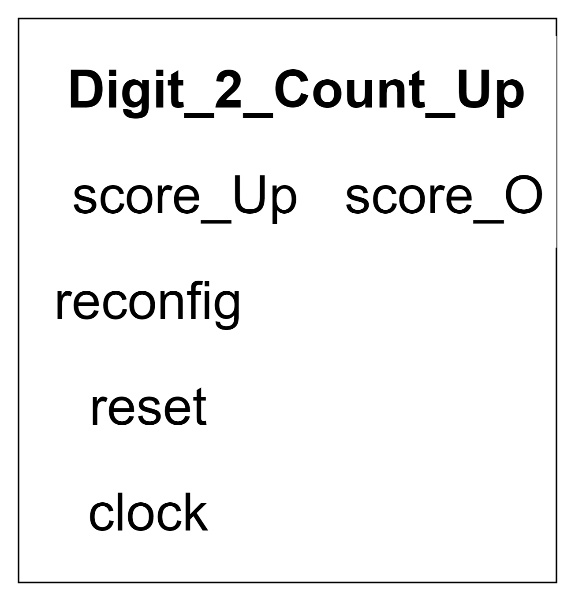 Digit_2_Count_Up
score_Up score_O
reconfig
reset
clock